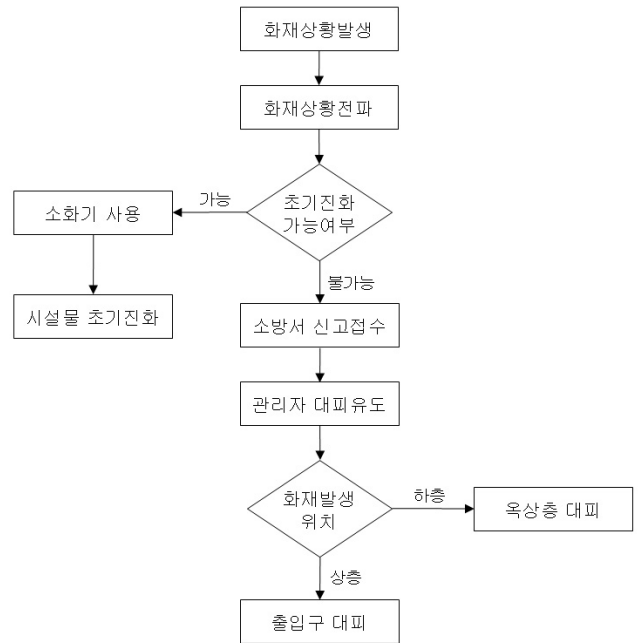 화재상황발생
화재상황전파
초기진화
가능여부
가능
소화기 사용
시설물 초기진화
불가능
소방서 신고접수
관리자 대피유도
화재발생
위치
하층
옥상층 대피
상층
출입구 대피